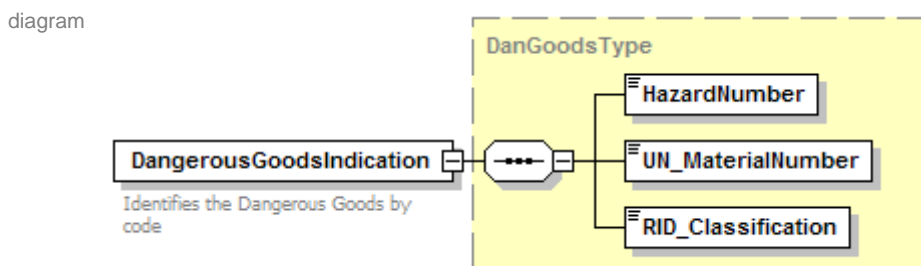 diagram
DanGoodsType
HazardNumber
DangerousGoodsIndication
UN_MaterialNumber
Identifies the Dangerous Goods by
code
RID_Classification